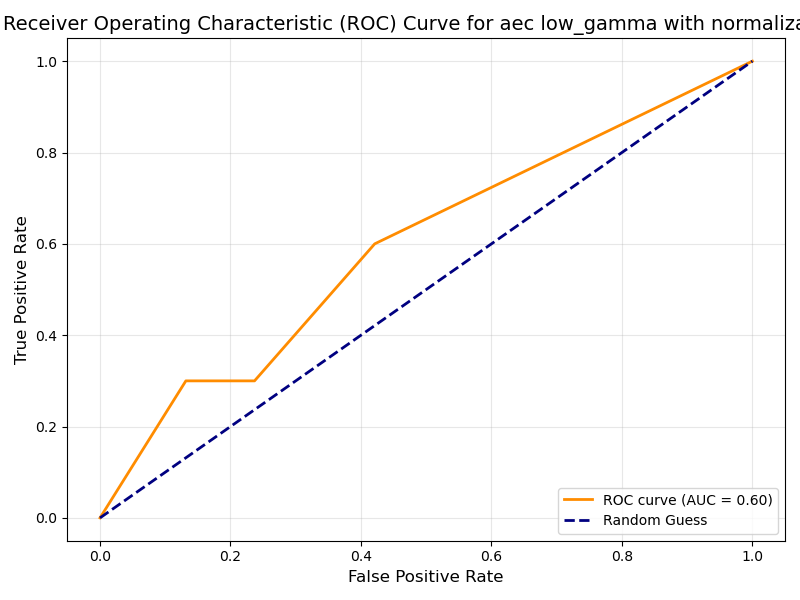 Receiver Operating Characteristic (ROC) Curve for aec low_gamma with
1.0
0.8
0.6
0.4
0.2
0.0
True Positive Rate
0.0 0.2 0.4 0.6 0.8 1.0
False Positive Rate
ROC curve (AUC = 0.60)
Random Guess